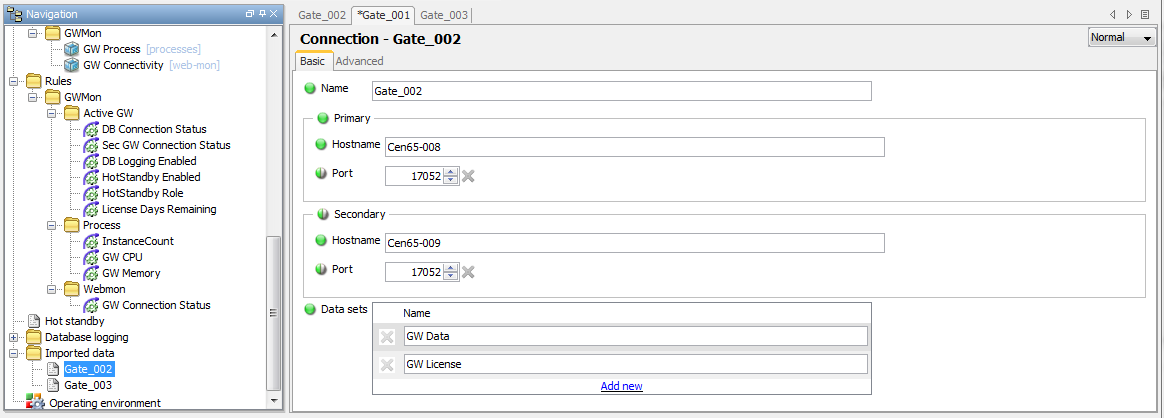 Navigation
GWMon
GW Process [processes]
GW Connectivity [web-mon]
Rules
GWMon
Active GW
DB Connection Status
Sec GW Connection Status
DB Logging Enabled
HotStandby Enabled
HotStandby Role
License Days Remaining
Process
InstanceCount
GW CPU
GW Memory
Webmon
GW Connection Status
Hot standby
Database logging
Imported data
Gate_002
Gate_003
Operating environment
Gate_002 *Gate_001 Gate_003
Connection - Gate_002
Normal
Basic Advanced
Name Gate_002
Primary
Hostname Cen65-008
Port 17052
Secondary
Hostname Cen65-009
Port 17052
Data sets
Name
GW Data
GW License
Add new